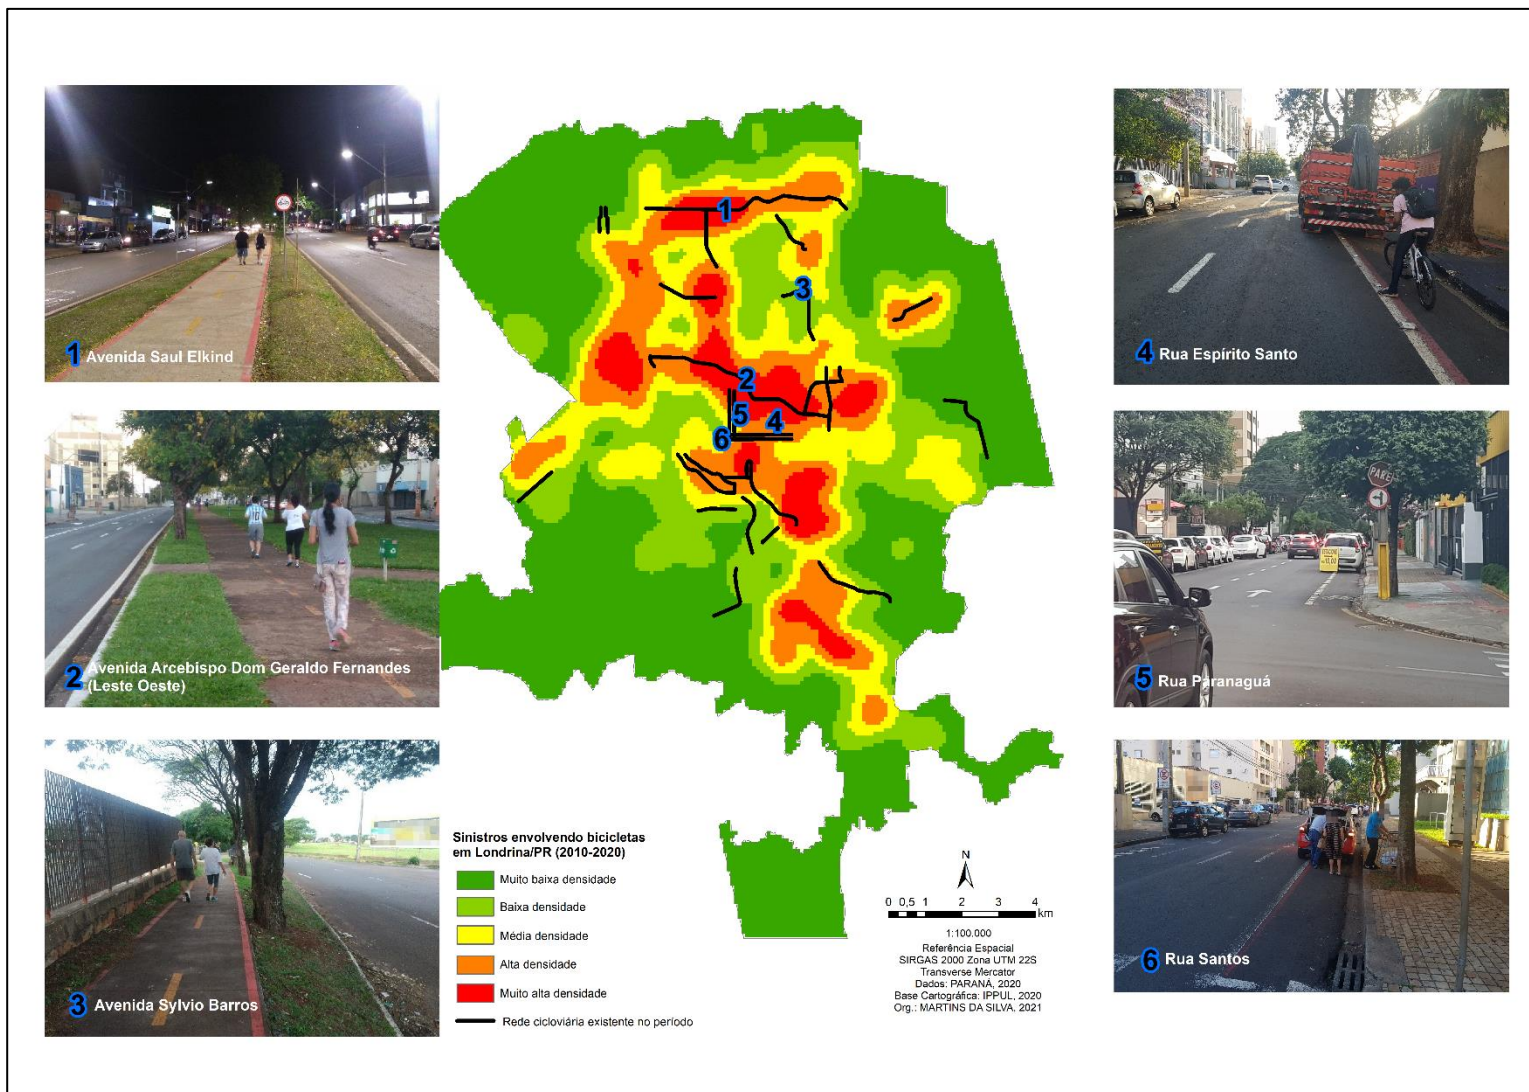 1 Avenida Saul Elkind
2 Avenida Arcebispo Dom Geraldo Fernandes
(Leste Oeste)
3 Avenida Sylvio Barros
1
2
3
4
5
6
Sinistros envolvendo bicicletas
em Londrina/PR (2010-2020)
Muito baixa densidade
Baixa densidade
Média densidade
Alta densidade
Muito alta densidade
Rede cicloviária existente no período
N
0 0,5 1 2 3 4
km
1:100.000
Referência Espacial
SIRGAS 2000 Zona UTM 22S
Transverse Mercator
Dados: PARANÁ, 2020
Base Cartográfica: IPPUL, 2020
Org.: MARTINS DA SILVA, 2021
4 Rua Espírito Santo
PARE
5 Rua Paranaguá
6 Rua Santos